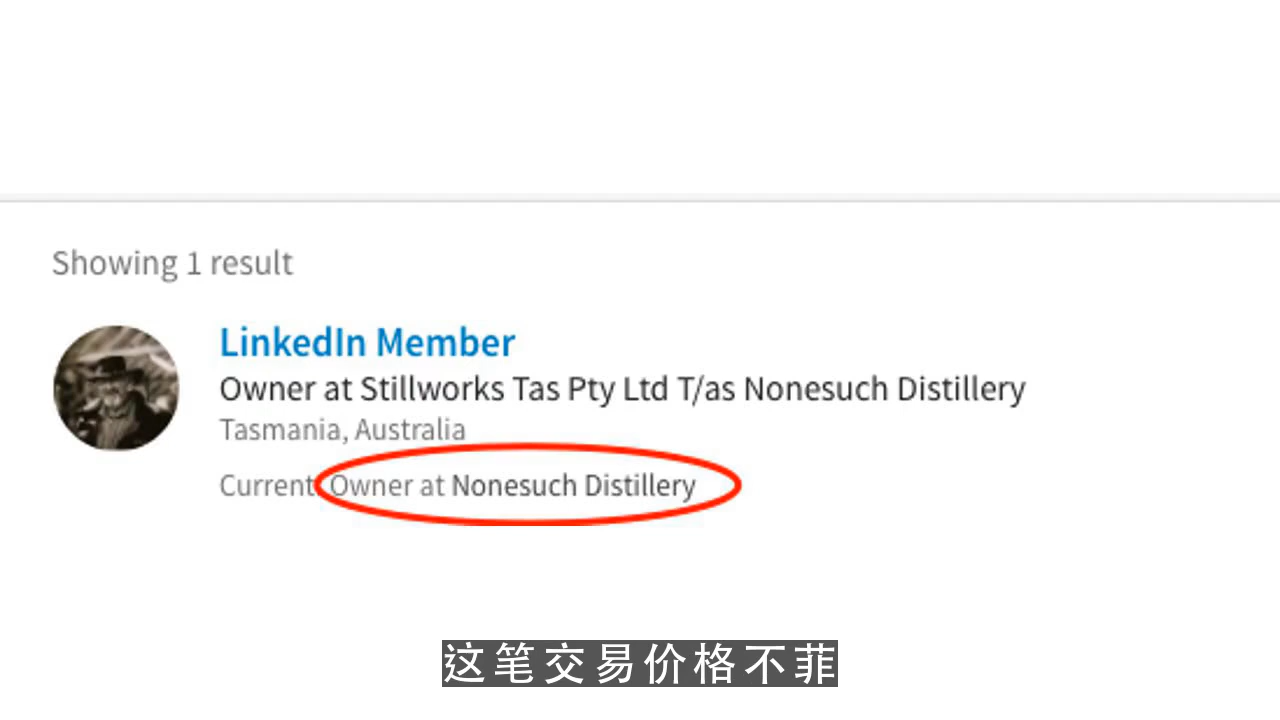 Showing 1 result
LinkedIn Member
Owner at Stillworks Tas Pty Ltd T/as Nonesuch Distillery
Tasmania, Australia
Current: Owner at Nonesuch Distillery
这笔交易价格不菲